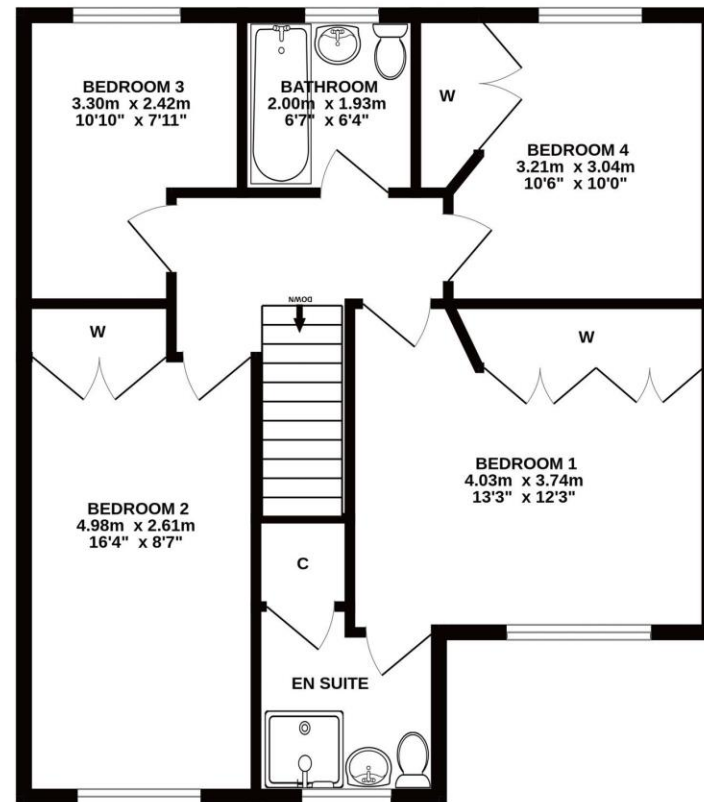 BEDROOM 3
3.30m x 2.42m
10'10" x 7'11"
BATHROOM
2.00m x 1.93m
6'7" x 6'4"
W
BEDROOM 4
3.21m x 3.04m
10'6" x 10'0"
DOWN
W
W
BEDROOM 1
4.03m x 3.74m
13'3" x 12'3"
BEDROOM 2
4.98m x 2.61m
16'4" x 8'7"
C
EN SUITE